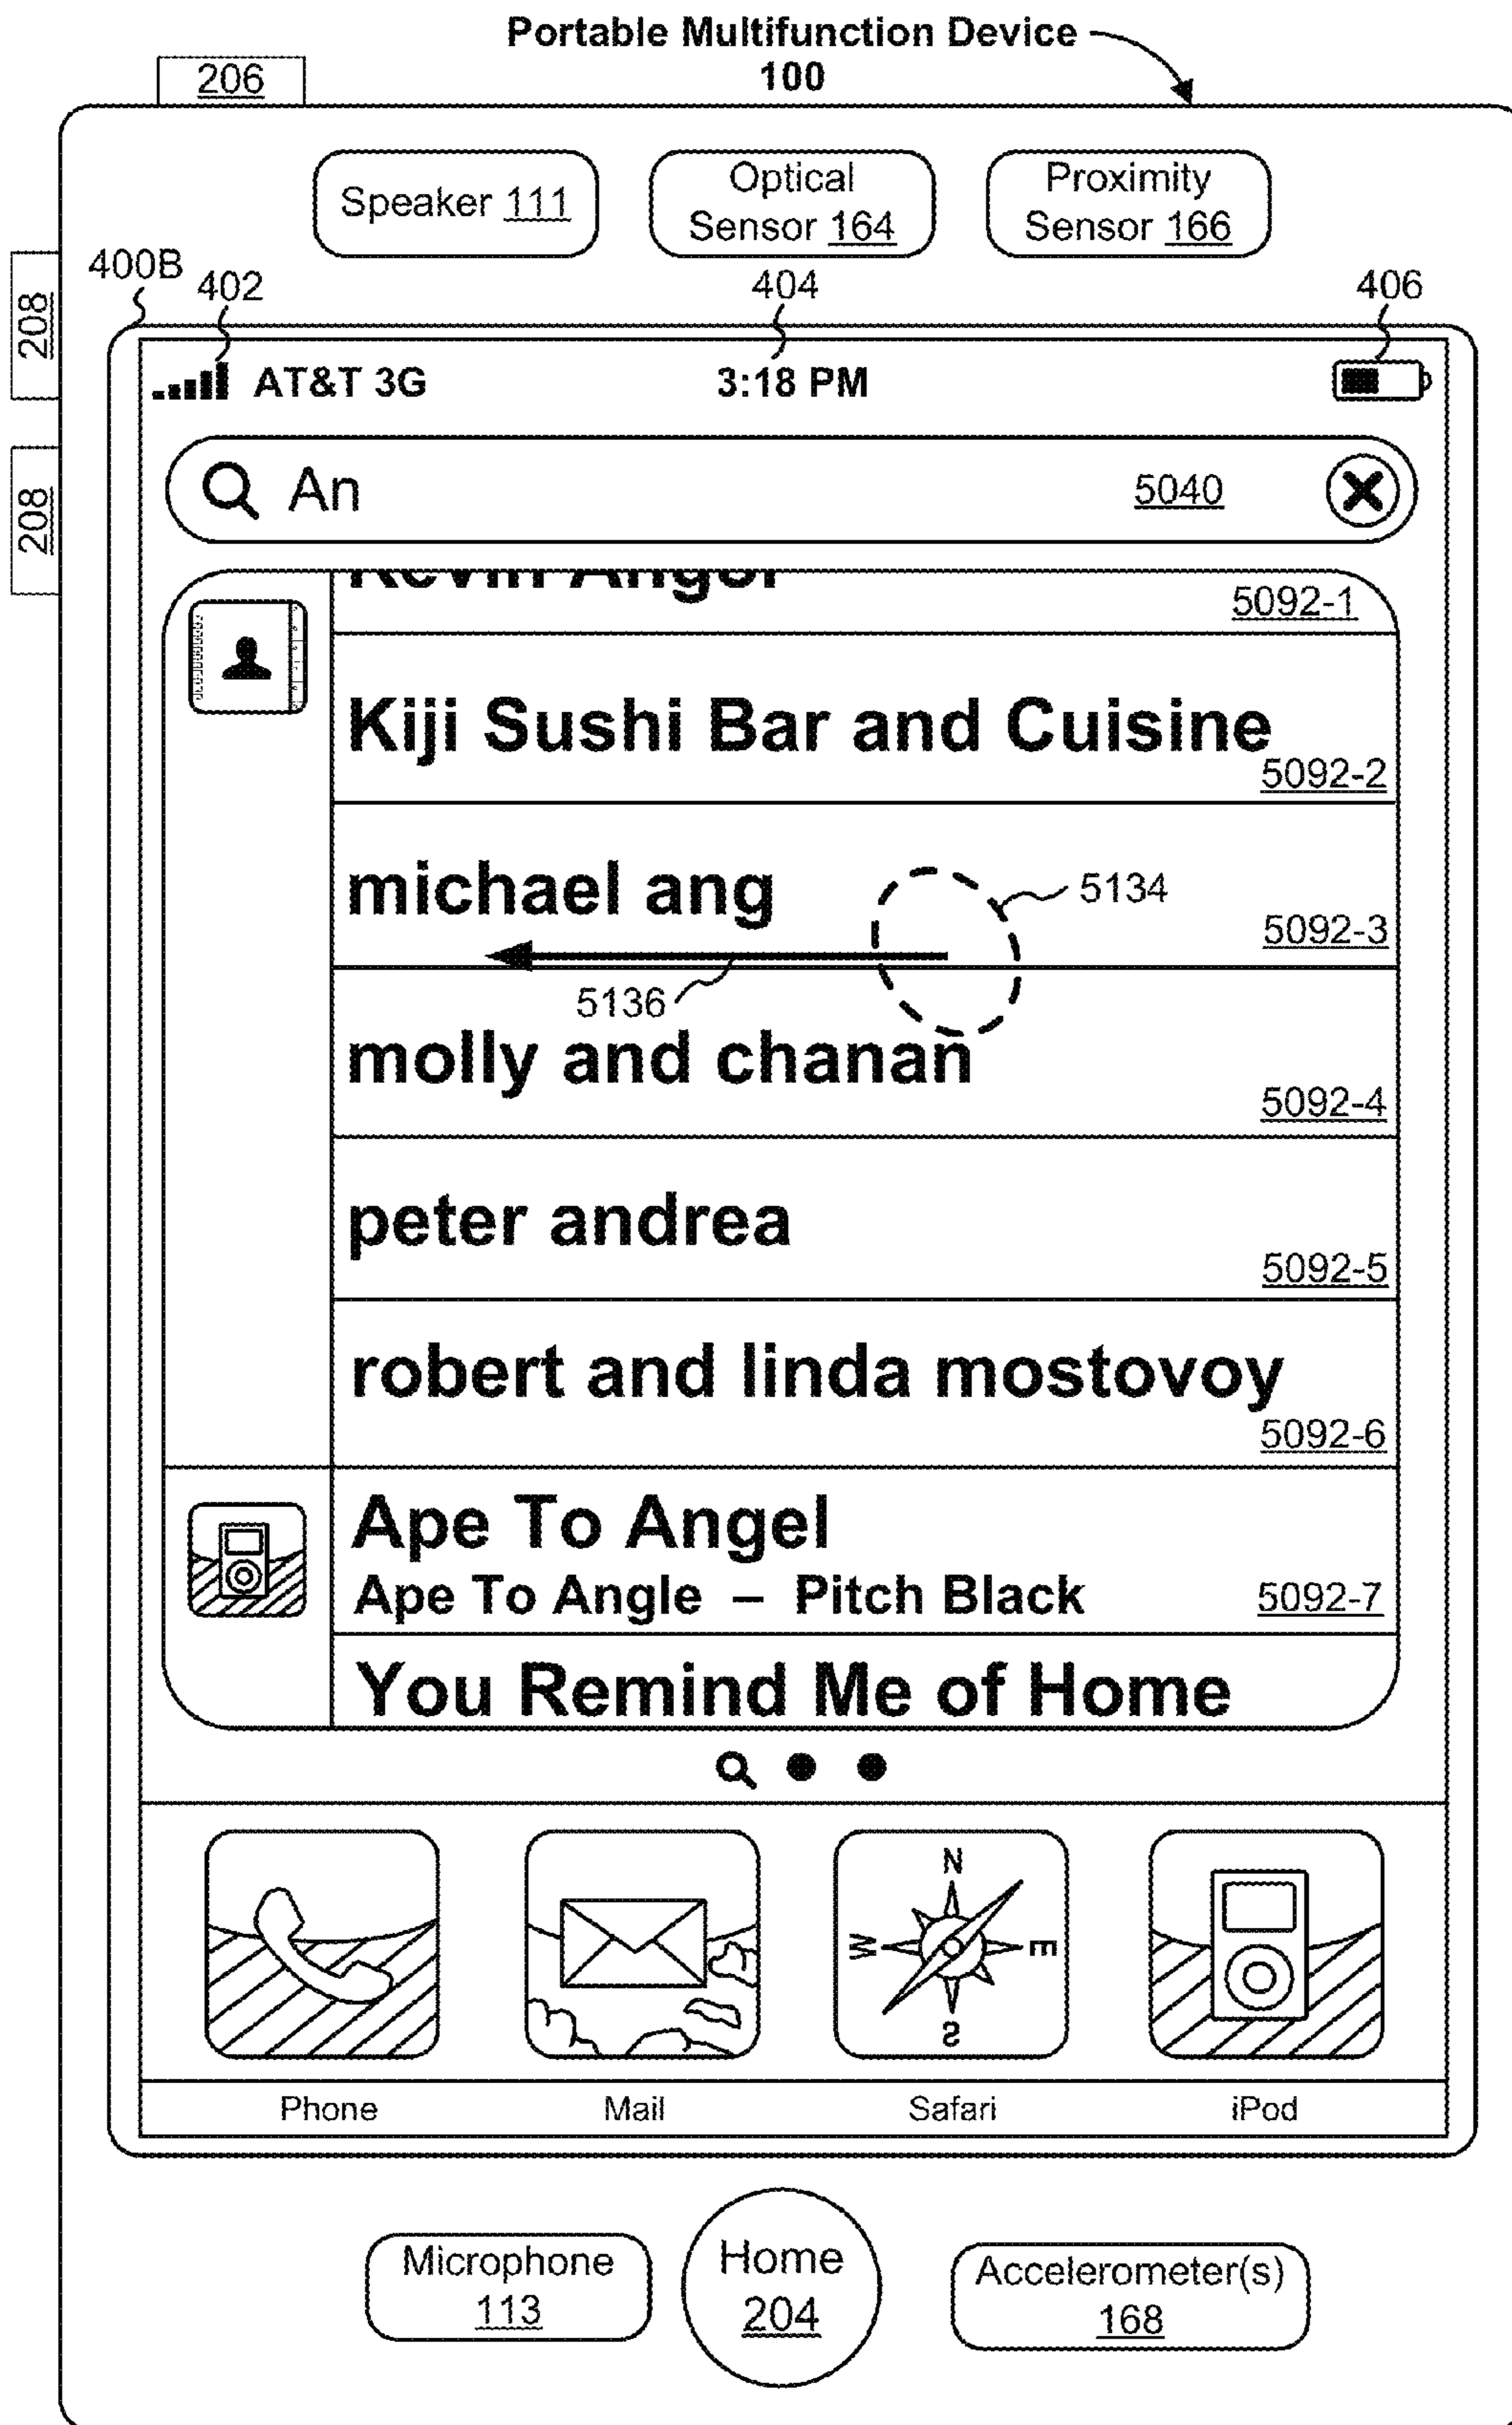 Portable Multifunction Device
100
206
Speaker 111
Optical
Sensor 164
Proximity
Sensor 166
208
208
400B
402
404
406
AT&T 3G
3:18 PM
An
5040
5092-1
Kiji Sushi Bar and Cuisine
5092-2
michael ang
5134
5092-3
5136
molly and chanan
5092-4
peter andrea
5092-5
robert and linda mostovoy
5092-6
Ape To Angel
Ape To Angle – Pitch Black
5092-7
You Remind Me of Home
N
W
E
S
Phone
Mail
Safari
iPod
Microphone
113
Home
204
Accelerometer(s)
168